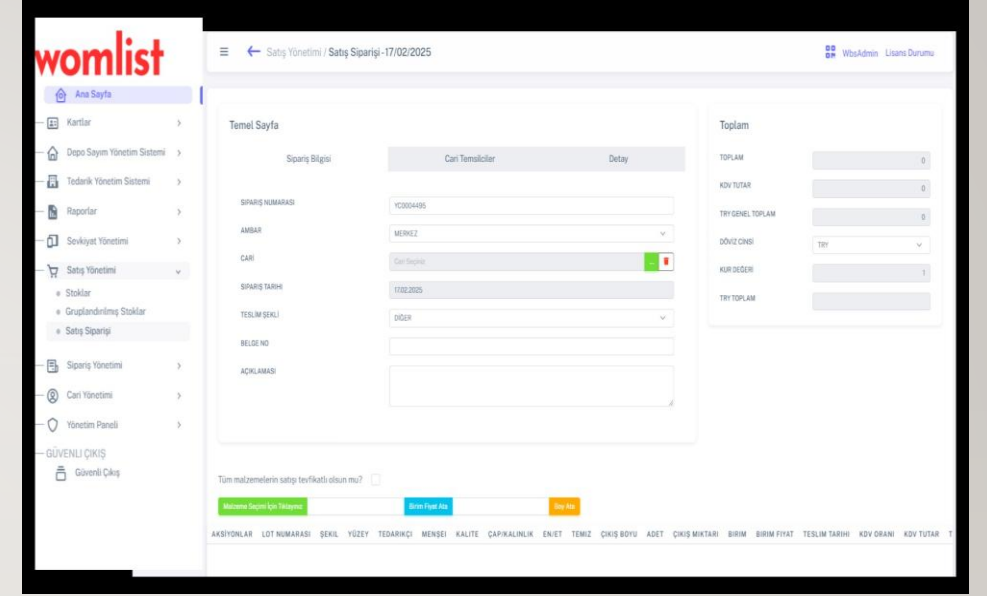 womlist
Ana Sayfa
Kartlar
Depo Sayım Yönetim Sistemi
Tedarik Yönetim Sistemi
Raporlar
Sevkiyat Yönetimi
Satış Yönetimi
Stoklar
Gruplandırılmış Stoklar
Satış Siparişi
Sipariş Yönetimi
Cari Yönetimi
Yönetim Paneli
GÜVENLİ ÇIKIŞ
Güvenli Çıkış
Satış Yönetimi / Satış Siparişi -17/02/2025
WbsAdmin Lisans Durumu
Temel Sayfa
Sipariş Bilgisi Cari Temsilciler Detay
SİPARİŞ NUMARASI YC0004495
AMBAR MERKEZ
CARİ Cari Seçiniz ...
SİPARİŞ TARİHİ 17.02.2025
TESLİM ŞEKLİ DİĞER
BELGE NO
AÇIKLAMASI
Toplam
TOPLAM 0
KDV TUTAR 0
TRY GENEL TOPLAM 0
DÖVİZ CİNSİ TRY
KUR DEĞERİ 1
TRY TOPLAM
Tüm malzemelerin satışı tevfikatlı olsun mu?
Malzeme Seçimi İçin Tıklayınız Birim Fiyat Ata Boy Ata
AKSİYONLAR LOT NUMARASI ŞEKİL YÜZEY TEDARİKÇİ MENŞEİ KALİTE ÇAP/KALINLIK EN/ET TEMİZ ÇIKIŞ BOYU ADET ÇIKIŞ MİKTARI BİRİM BİRİM FİYAT TESLİM TARİHİ KDV ORANI KDV TUTAR T